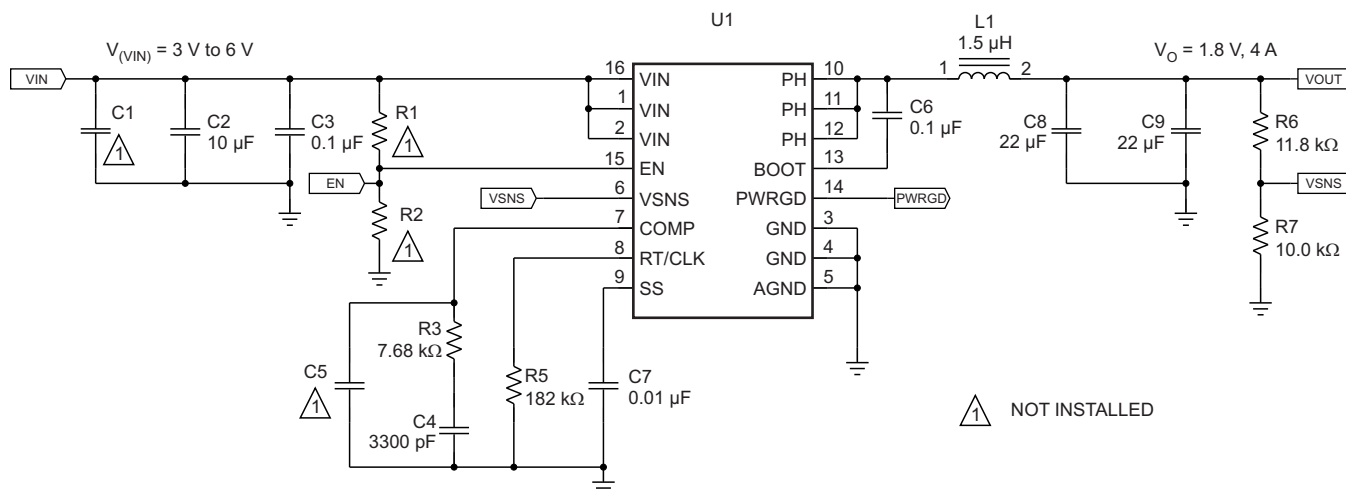 U1
L1
1.5 µH
V(VIN) = 3 V to 6 V
VO = 1.8 V, 4 A
VIN
VOUT
C1
1
C2
10 µF
C3
0.1 µF
R1
1
EN
R2
1
VSNS
16 VIN
1 VIN
2 VIN
15 EN
6 VSNS
7 COMP
8 RT/CLK
9 SS
PH 10
PH 11
PH 12
BOOT 13
PWRGD 14
GND 3
GND 4
AGND 5
1
2
C6
0.1 µF
PWRGD
C8
22 µF
C9
22 µF
R6
11.8 kΩ
VSNS
R7
10.0 kΩ
C5
1
R3
7.68 kΩ
C4
3300 pF
R5
182 kΩ
C7
0.01 µF
1 NOT INSTALLED